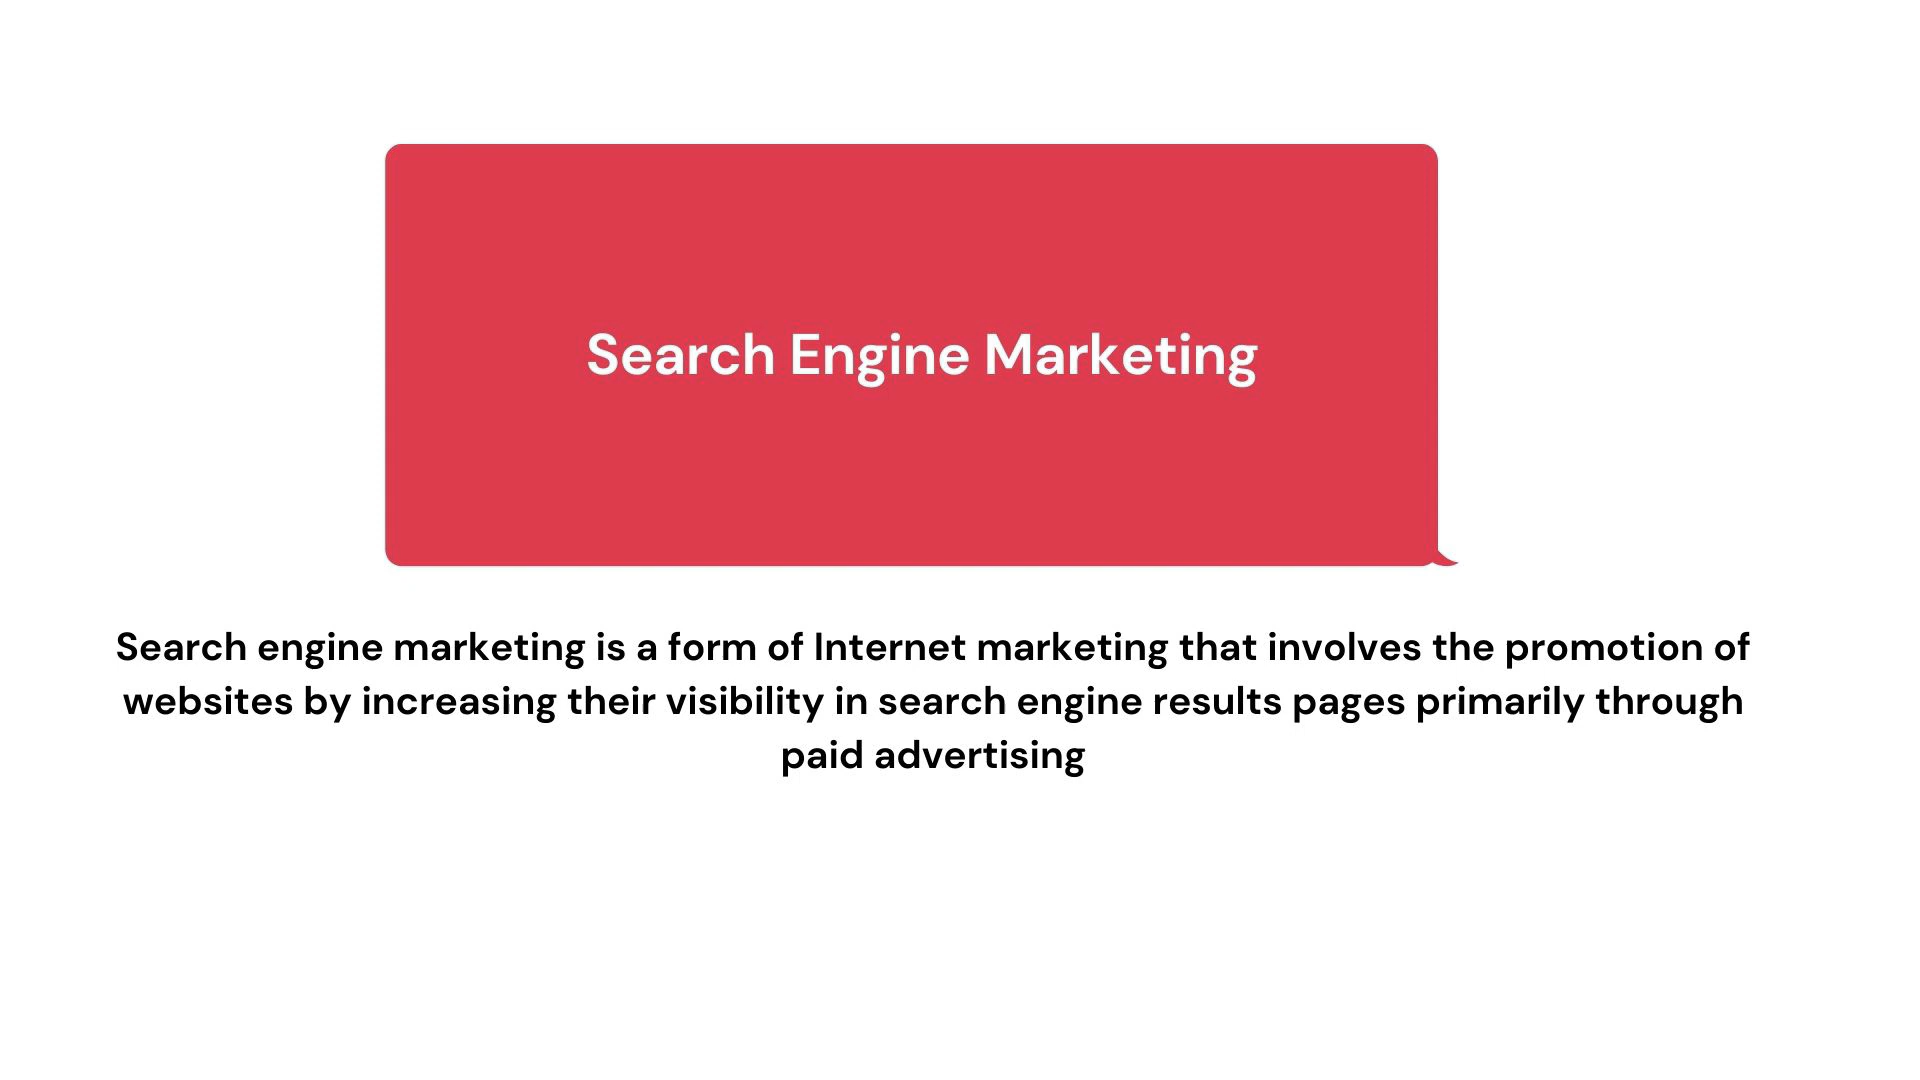 Search Engine Marketing
Search engine marketing is a form of Internet marketing that involves the promotion of
websites by increasing their visibility in search engine results pages primarily through
paid advertising